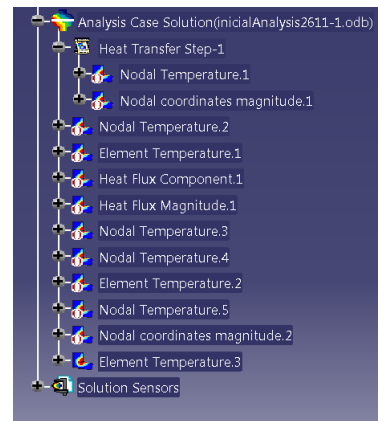 Analysis Case Solution(inicialAnalysis2611-1.odb)
Heat Transfer Step-1
Nodal Temperature.1
Nodal coordinates magnitude.1
Nodal Temperature.2
Element Temperature.1
Heat Flux Component.1
Heat Flux Magnitude.1
Nodal Temperature.3
Nodal Temperature.4
Element Temperature.2
Nodal Temperature.5
Nodal coordinates magnitude.2
Element Temperature.3
Solution Sensors